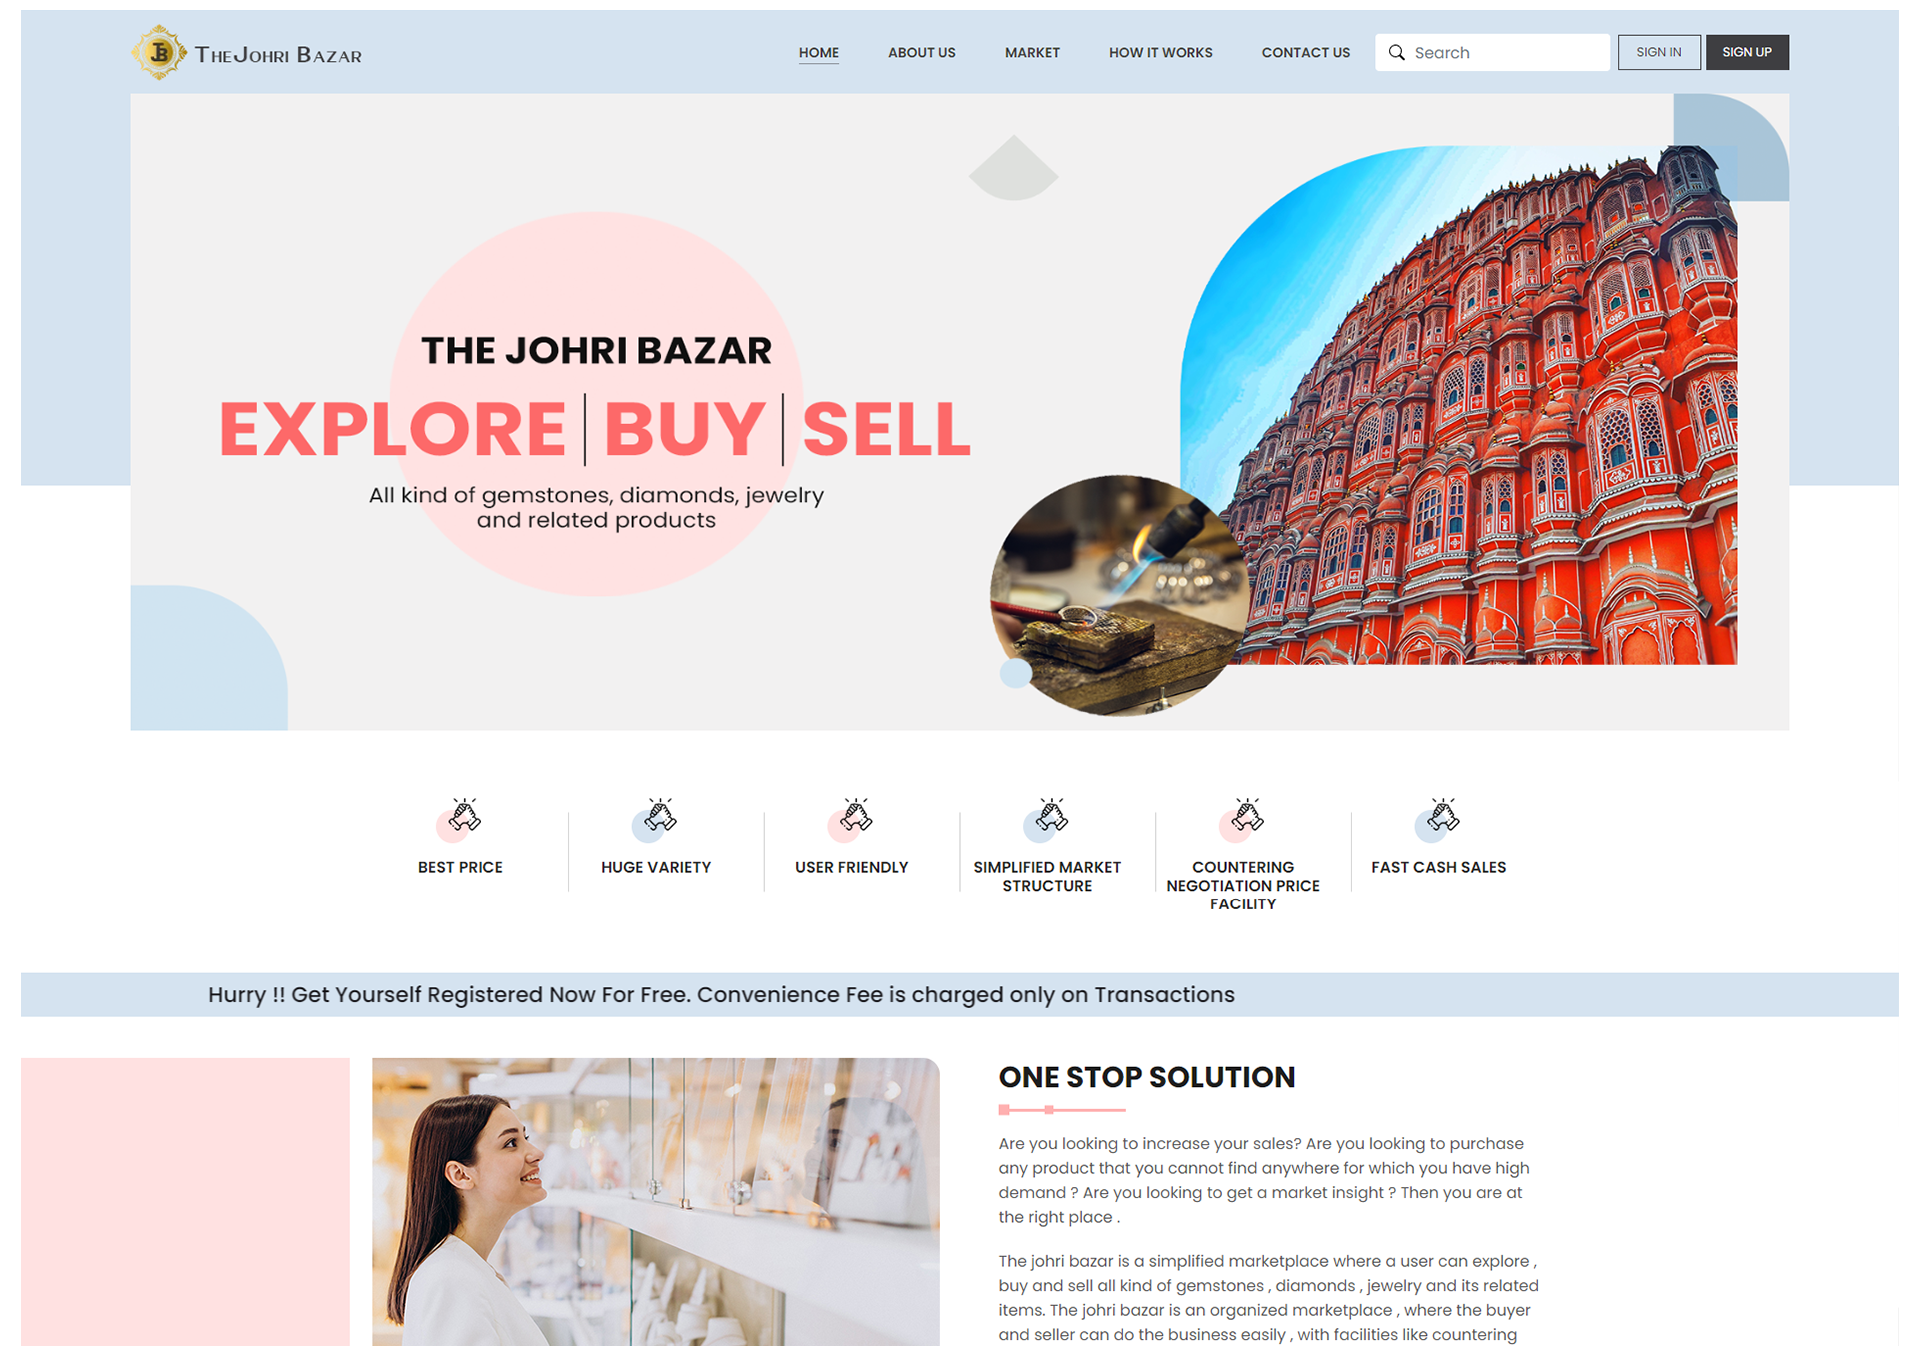 THEJOHRI BAZAR
HOME ABOUT US MARKET HOW IT WORKS CONTACT US Search SIGN IN SIGN UP
THE JOHRI BAZAR
EXPLORE BUY SELL
All kind of gemstones, diamonds, jewelry
and related products
BEST PRICE
HUGE VARIETY
USER FRIENDLY
SIMPLIFIED MARKET
STRUCTURE
COUNTERING
NEGOTIATION PRICE
FACILITY
FAST CASH SALES
Hurry !! Get Yourself Registered Now For Free. Convenience Fee is charged only on Transactions
ONE STOP SOLUTION
Are you looking to increase your sales? Are you looking to purchase
any product that you cannot find anywhere for which you have high
demand ? Are you looking to get a market insight ? Then you are at
the right place .
The johri bazar is a simplified marketplace where a user can explore ,
buy and sell all kind of gemstones , diamonds , jewelry and its related
items. The johri bazar is an organized marketplace , where the buyer
and seller can do the business easily , with facilities like countering